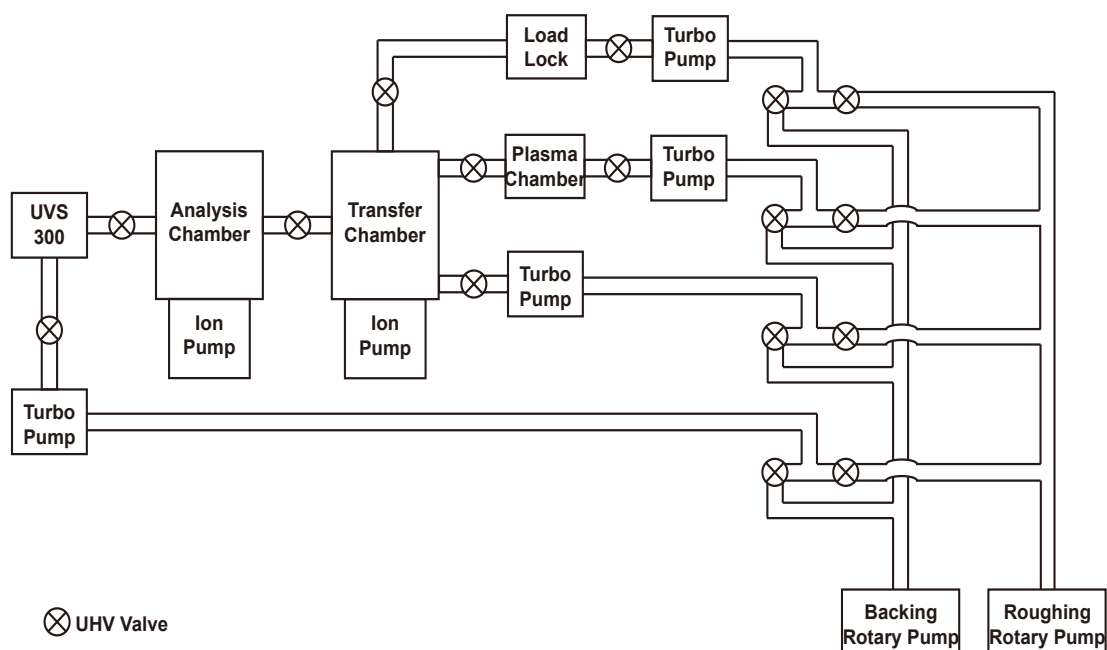 Load
Lock
Turbo
Pump
Plasma
Chamber
Turbo
Pump
UVS
300
Analysis
Chamber
Transfer
Chamber
Turbo
Pump
Ion
Pump
Ion
Pump
Turbo
Pump
UHV Valve
Backing
Rotary Pump
Roughing
Rotary Pump